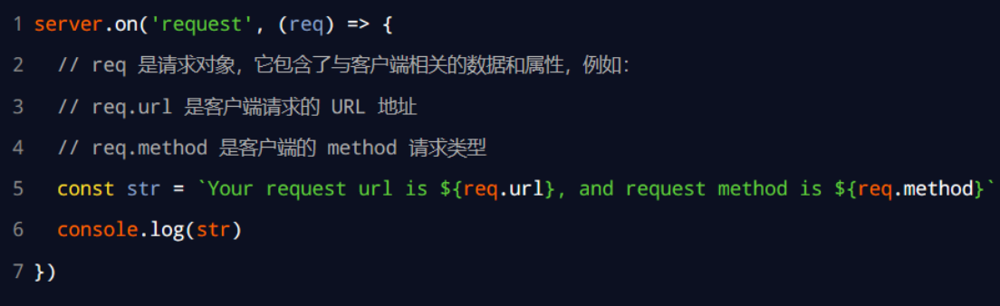 1 server.on('request', (req) => {
2 // req 是请求对象，它包含了与客户端相关的数据和属性，例如：
3 // req.url 是客户端请求的 URL 地址
4 // req.method 是客户端的 method 请求类型
5 const str = `Your request url is ${req.url}, and request method is ${req.method}`
6 console.log(str)
7 })